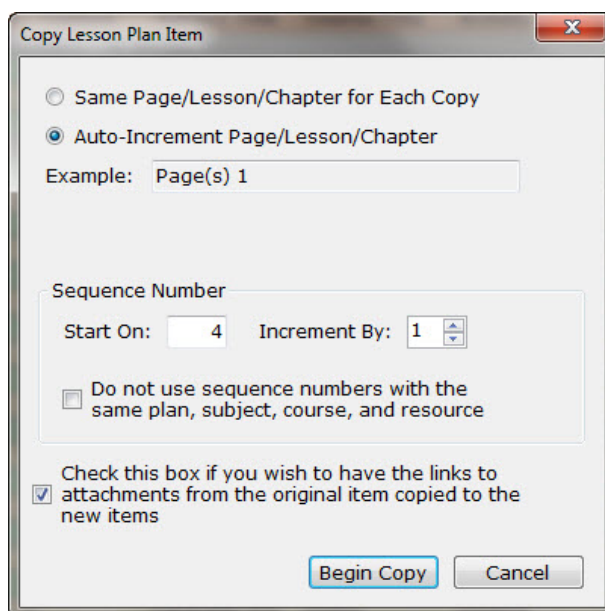 Copy Lesson Plan Item
Same Page/Lesson/Chapter for Each Copy
Auto-Increment Page/Lesson/Chapter
Example: Page(s) 1
Sequence Number
Start On: 4 Increment By: 1
Do not use sequence numbers with the
same plan, subject, course, and resource
Check this box if you wish to have the links to
attachments from the original item copied to the
new items
Begin Copy Cancel